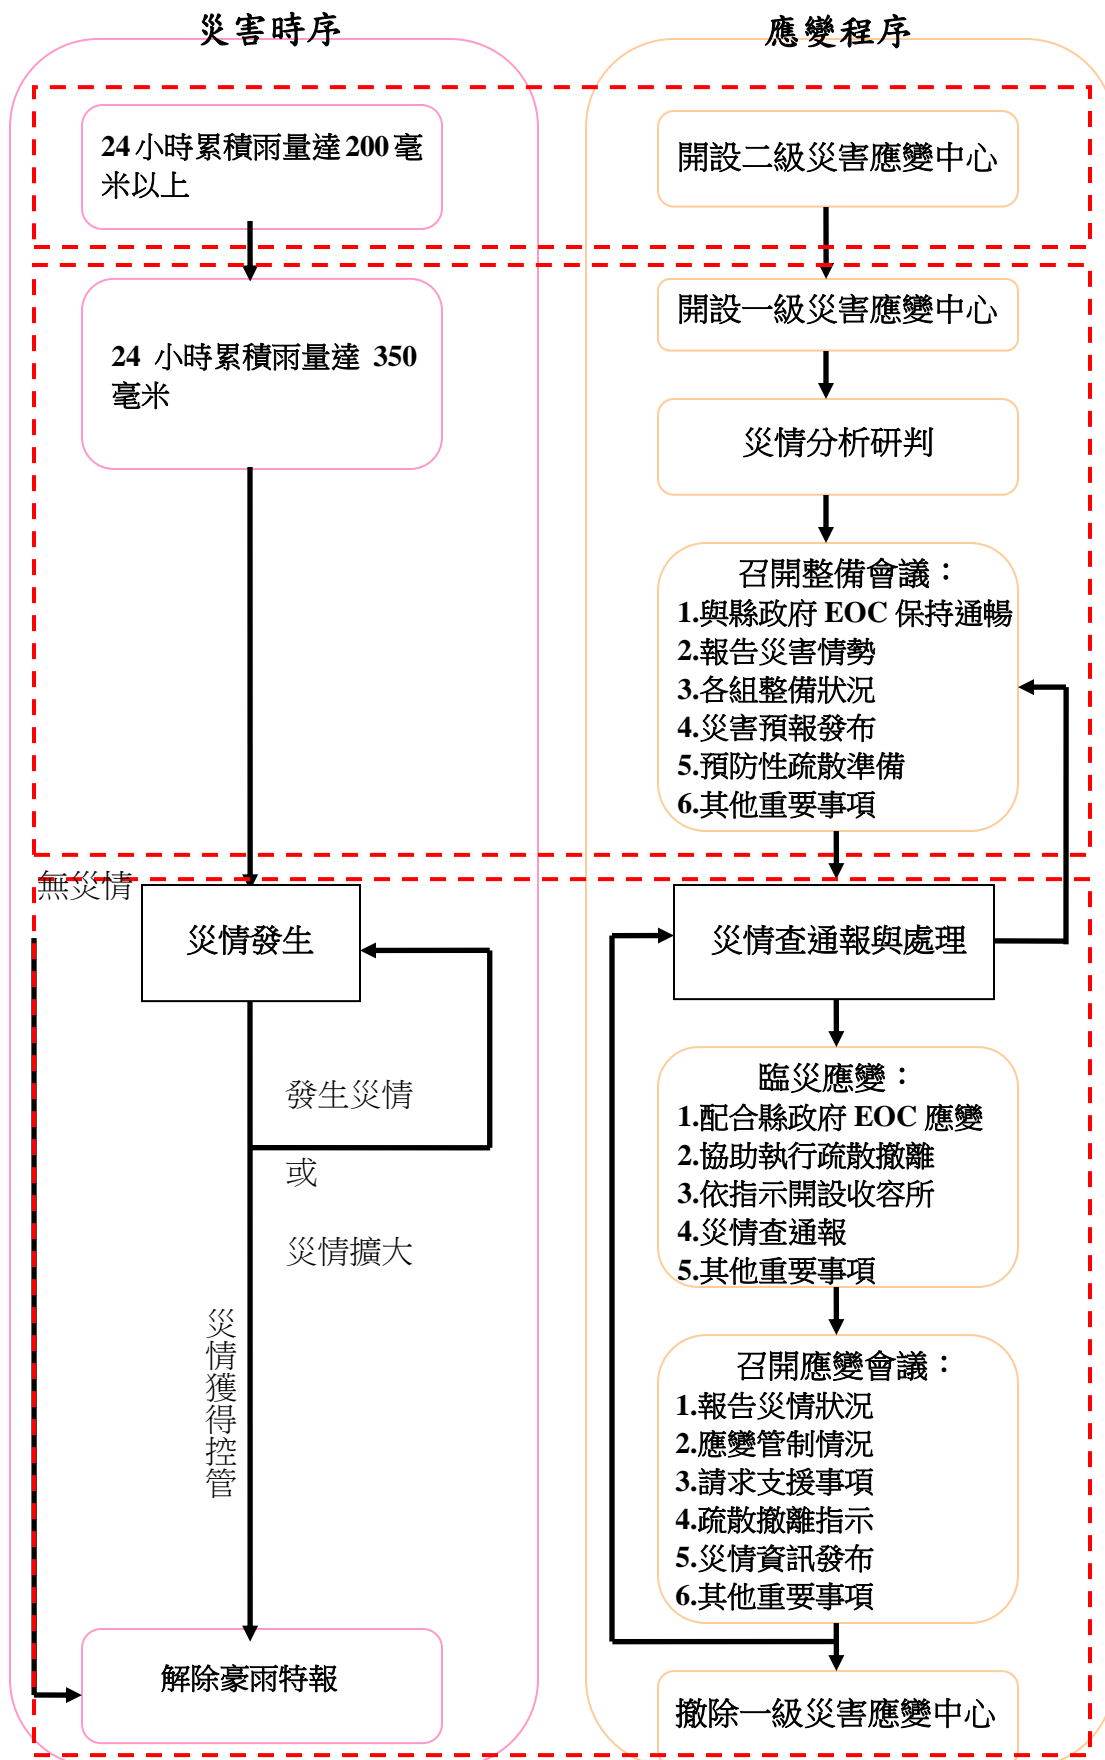 災害時序
24小時累積雨量達200毫
米以上
24 小時累積雨量達 350
毫米
無災情
災情發生
發生災情
或
災情擴大
災情獲得控管
解除豪雨特報
應變程序
開設二級災害應變中心
開設一級災害應變中心
災情分析研判
召開整備會議：
1.與縣政府 EOC 保持通暢
2.報告災害情勢
3.各組整備狀況
4.災害預報發布
5.預防性疏散準備
6.其他重要事項
災情查通報與處理
臨災應變：
1.配合縣政府 EOC 應變
2.協助執行疏散撤離
3.依指示開設收容所
4.災情查通報
5.其他重要事項
召開應變會議：
1.報告災情狀況
2.應變管制情況
3.請求支援事項
4.疏散撤離指示
5.災情資訊發布
6.其他重要事項
撤除一級災害應變中心